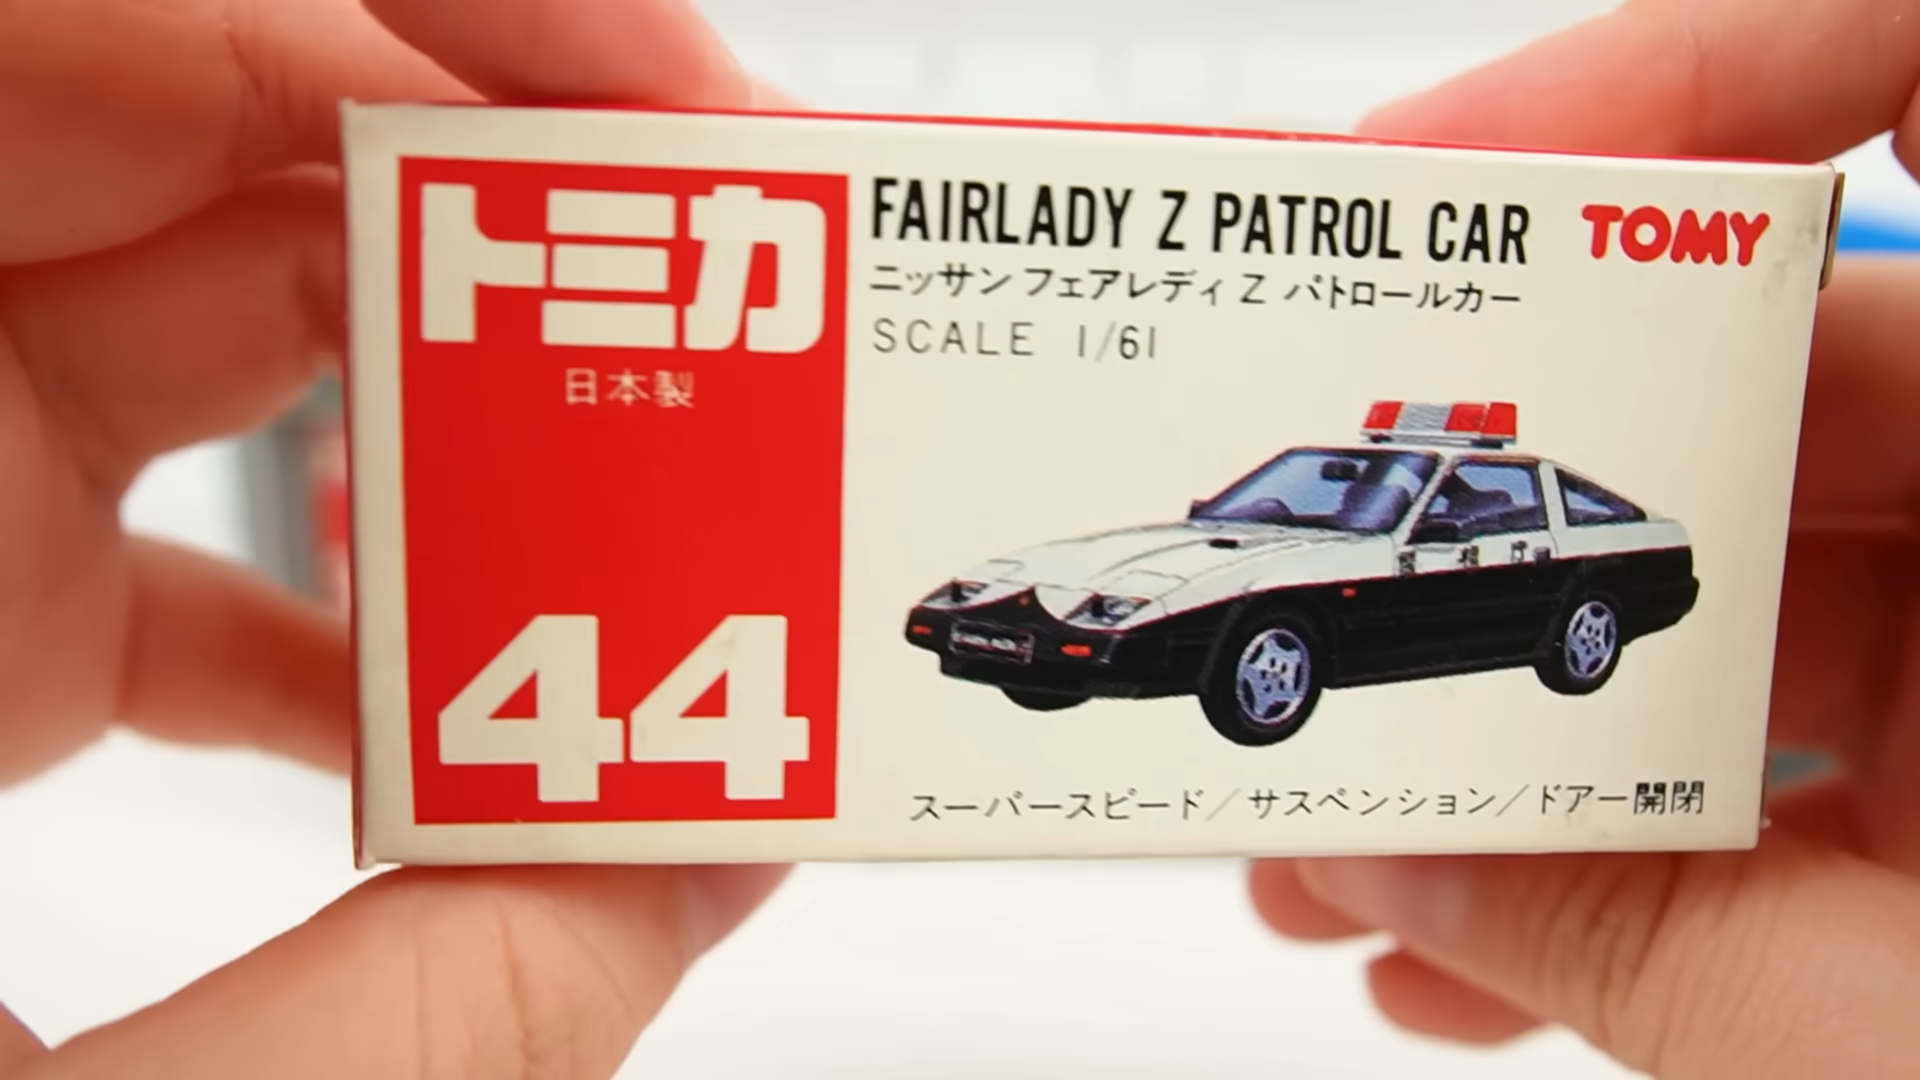 トミカ
日本製
44
FAIRLADY Z PATROL CAR
TOMY
ニッサン フェアレディ Z パトロールカー
SCALE 1/61
スーパースピード/サスペンション/ドアー開閉